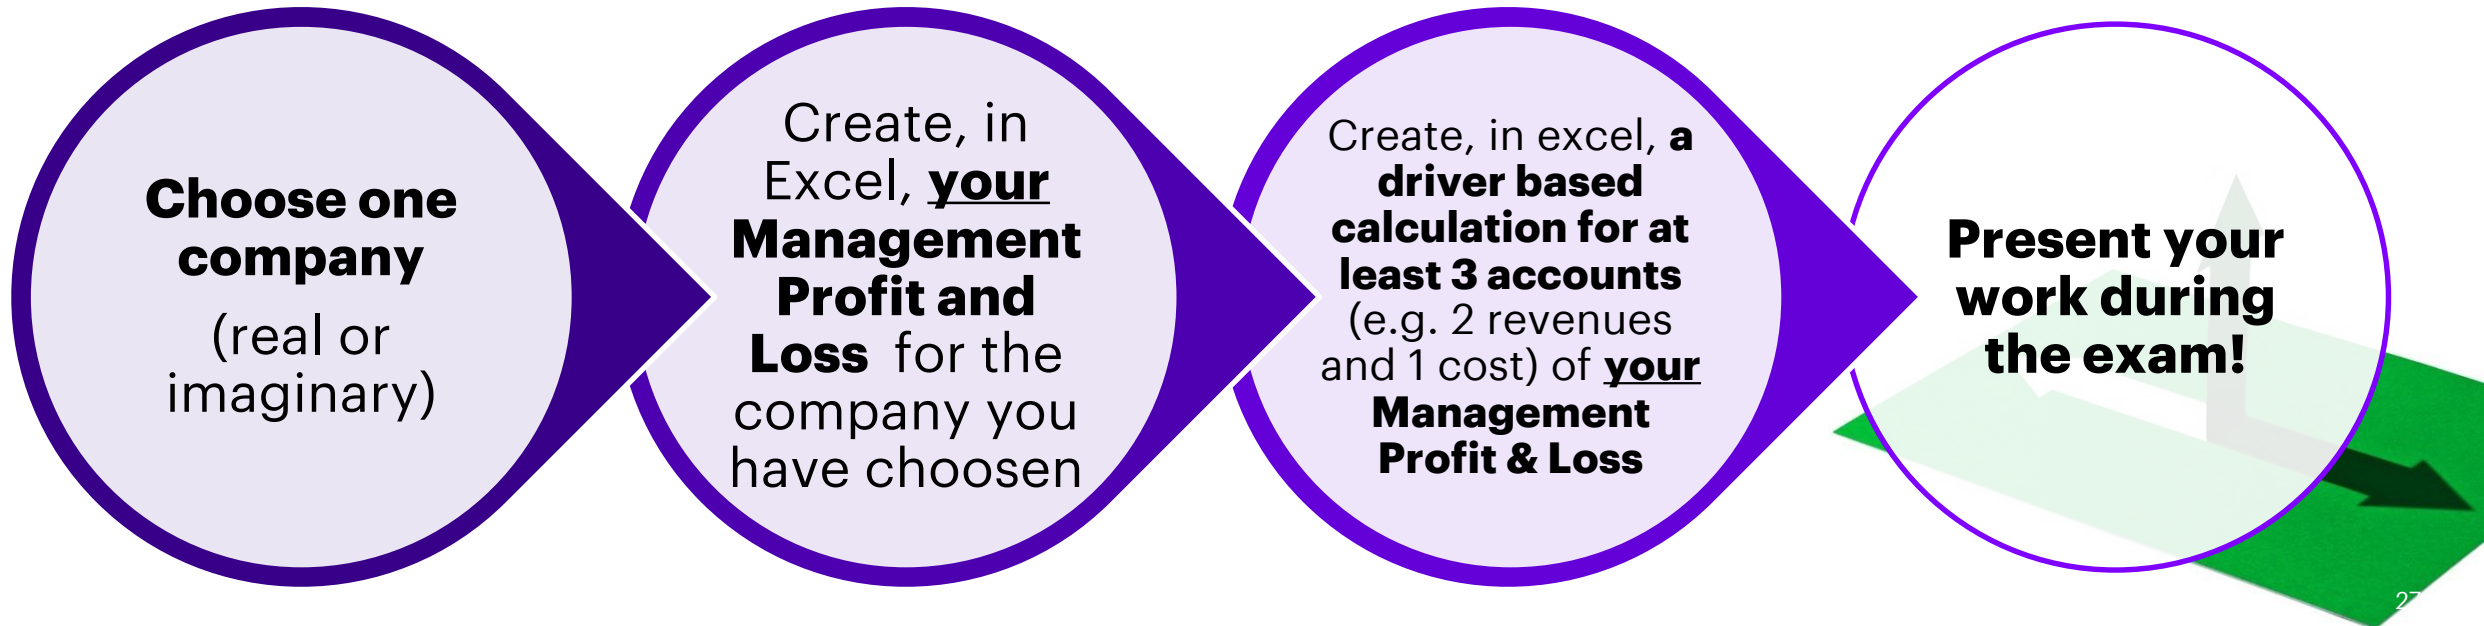 Choose one
company
(real or
imaginary)
Create, in
Excel, your
Management
Profit and
Loss for the
company you
have choosen
Create, in excel, a
driver based
calculation for at
least 3 accounts
(e.g. 2 revenues
and 1 cost) of your
Management
Profit & Loss
Present your
work during
the exam!
27